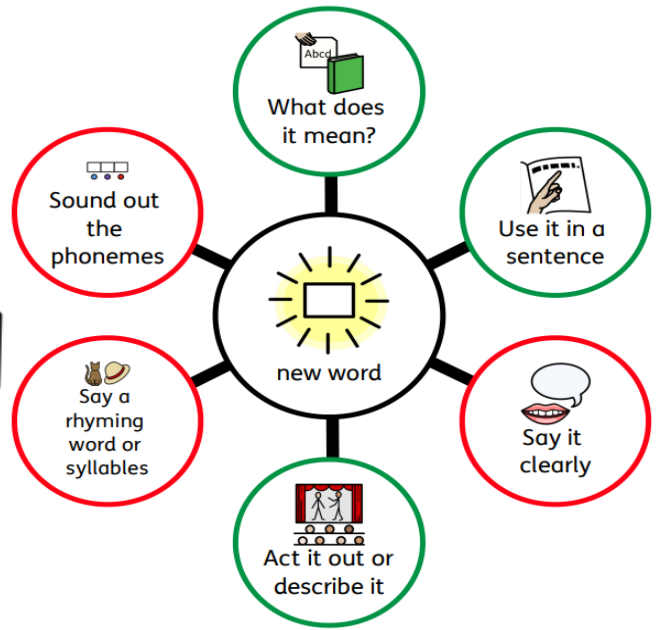 Abcd
What does
it mean?
Sound out
the
phonemes
Use it in a
sentence
new word
Say a
rhyming
word or
syllables
Say it
clearly
Act it out or
describe it